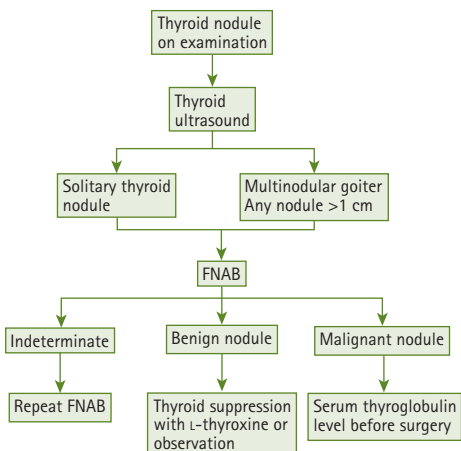 Thyroid nodule
on examination
Thyroid
ultrasound
Solitary thyroid
nodule
Multinodular goiter
Any nodule >1 cm
FNAB
Indeterminate
Benign nodule
Malignant nodule
Repeat FNAB
Thyroid suppression
with L-thyroxine or
observation
Serum thyroglobulin
level before surgery